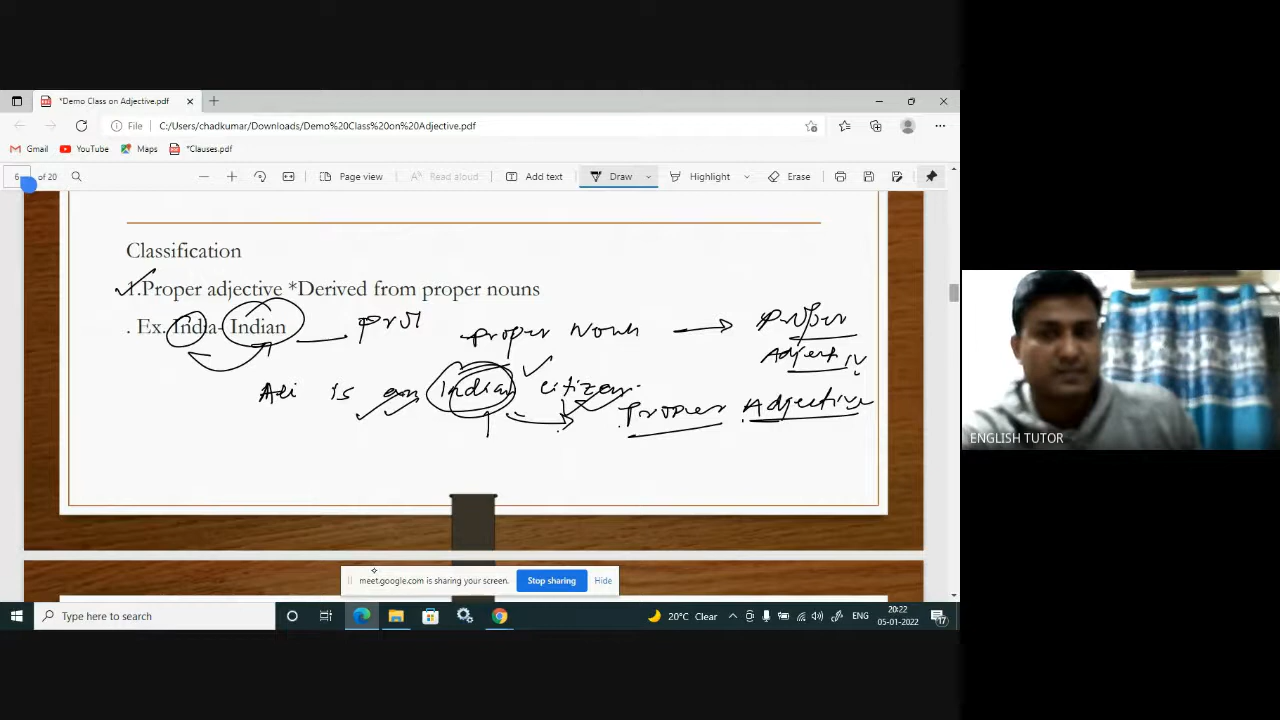 *Demo Class on Adjective.pdf
File C:/Users/chadkumar/Downloads/Demo%20Class%20on%20Adjective.pdf
Gmail YouTube Maps *Clauses.pdf
6 of 20 Page view Read aloud Add text Draw Highlight Erase
Classification
1.Proper adjective *Derived from proper nouns
. Ex. India- Indian
Proper Noun Proper
Adjectiv
is an Indian citizen.
Proper Adjective
ENGLISH TUTOR
meet.google.com is sharing your screen. Stop sharing Hide
Type here to search 20°C Clear ENG 20:22
05-01-2022 17